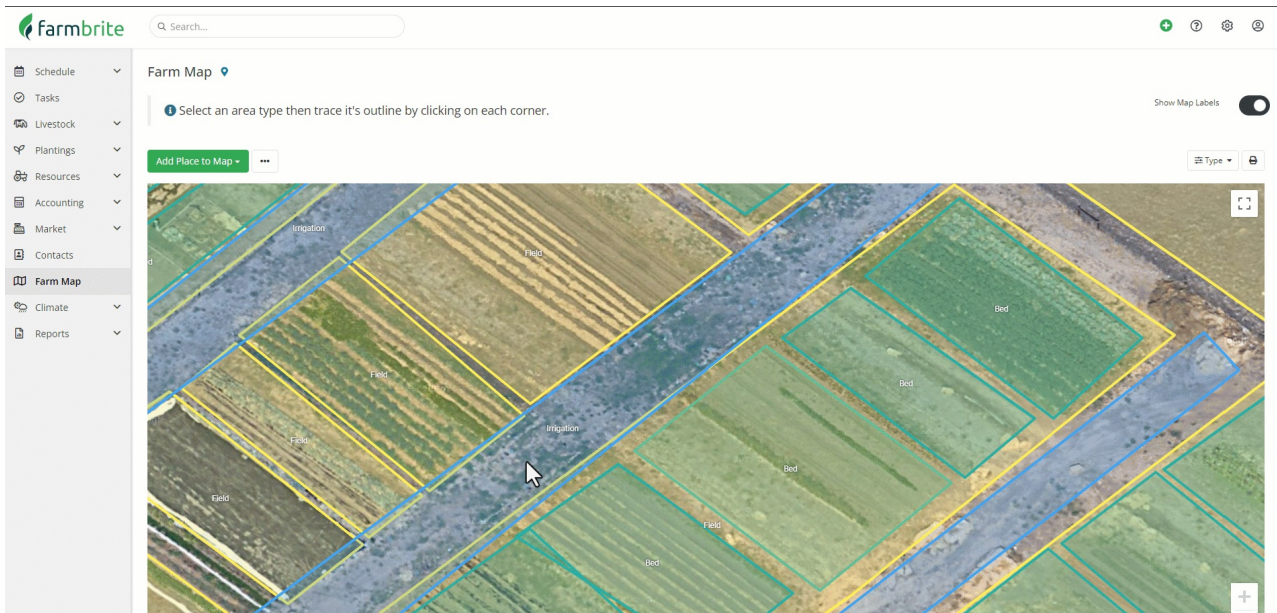 farmbrite
Search...
Schedule
Tasks
Livestock
Plantings
Resources
Accounting
Market
Contacts
Farm Map
Climate
Reports
Farm Map
Select an area type then trace it's outline by clicking on each corner.
Show Map Labels
Add Place to Map
Type
Irrigation
Field
d
Bed
Field
Bed
Irrigation
Field
Bed
Field
Field
Bed